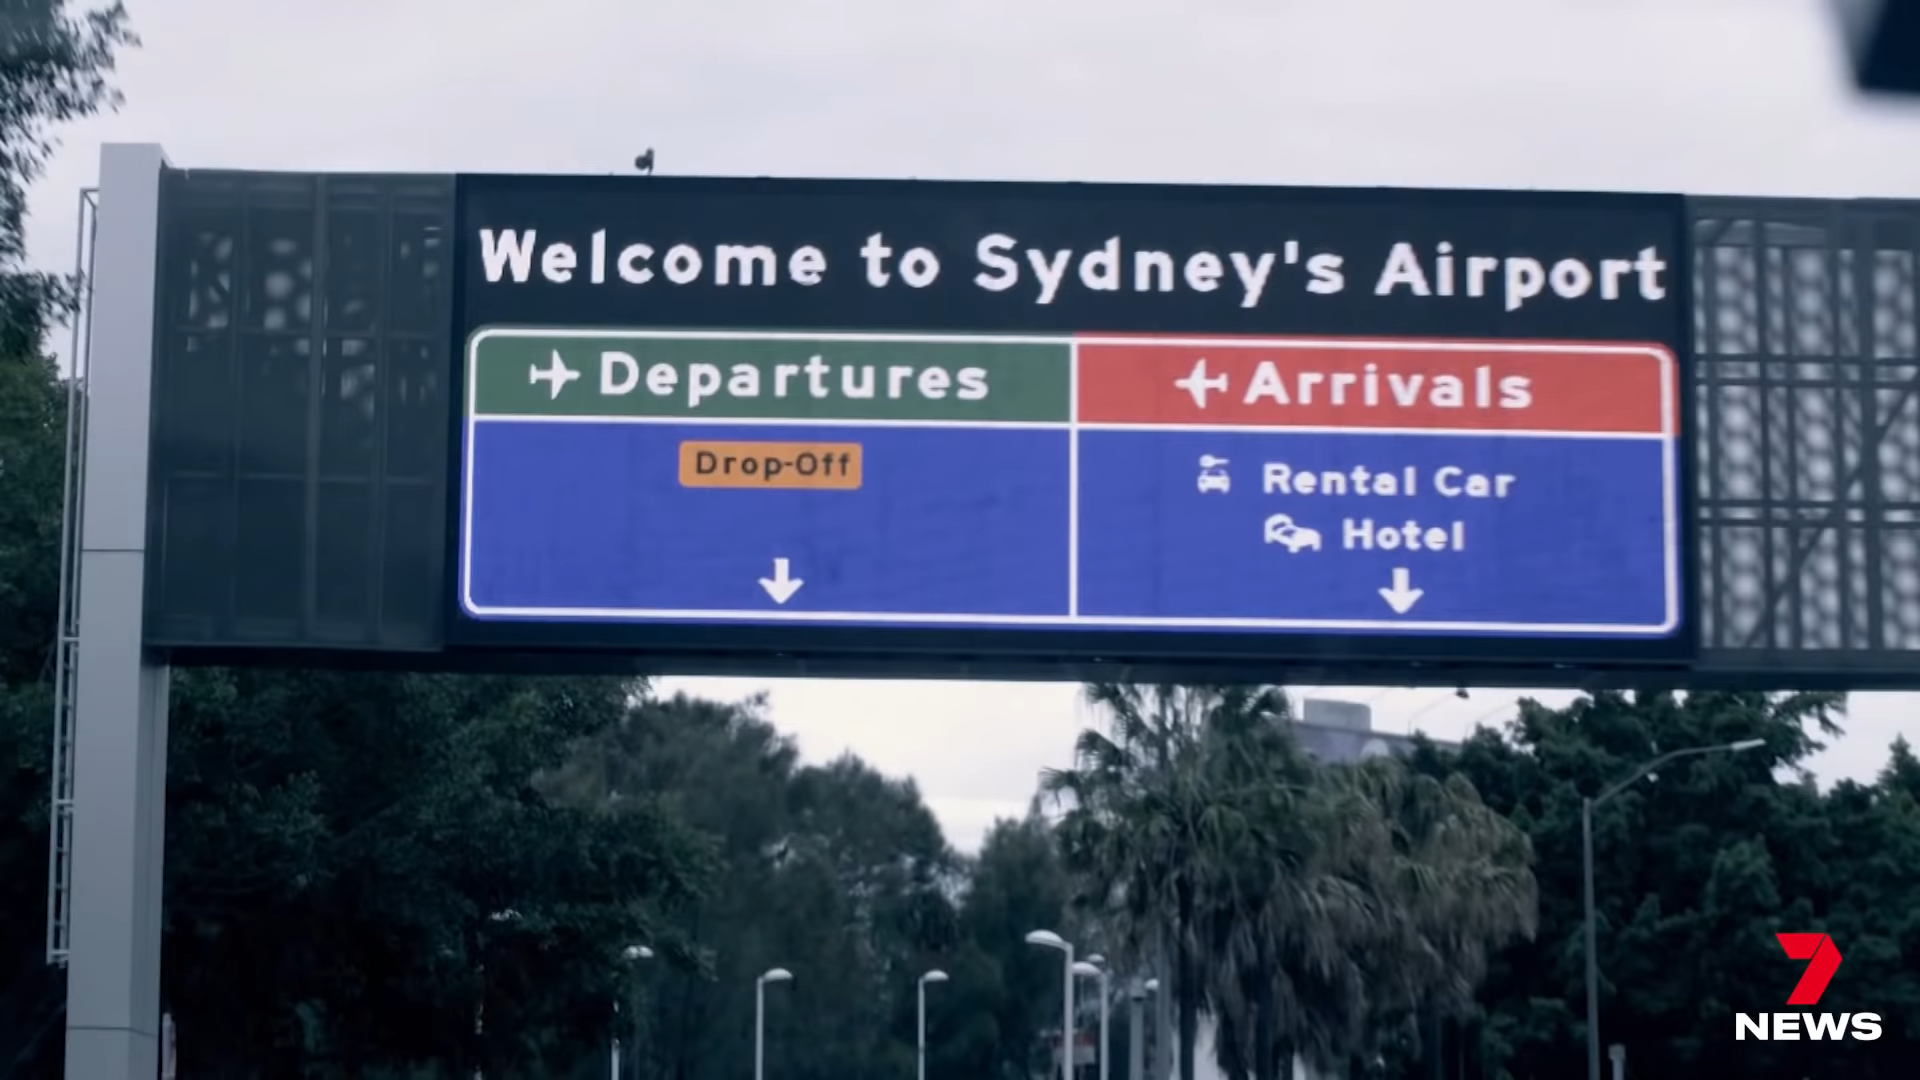 Welcome to Sydney's Airport
Departures
Arrivals
Drop-Off
Rental Car
Hotel
7
NEWS